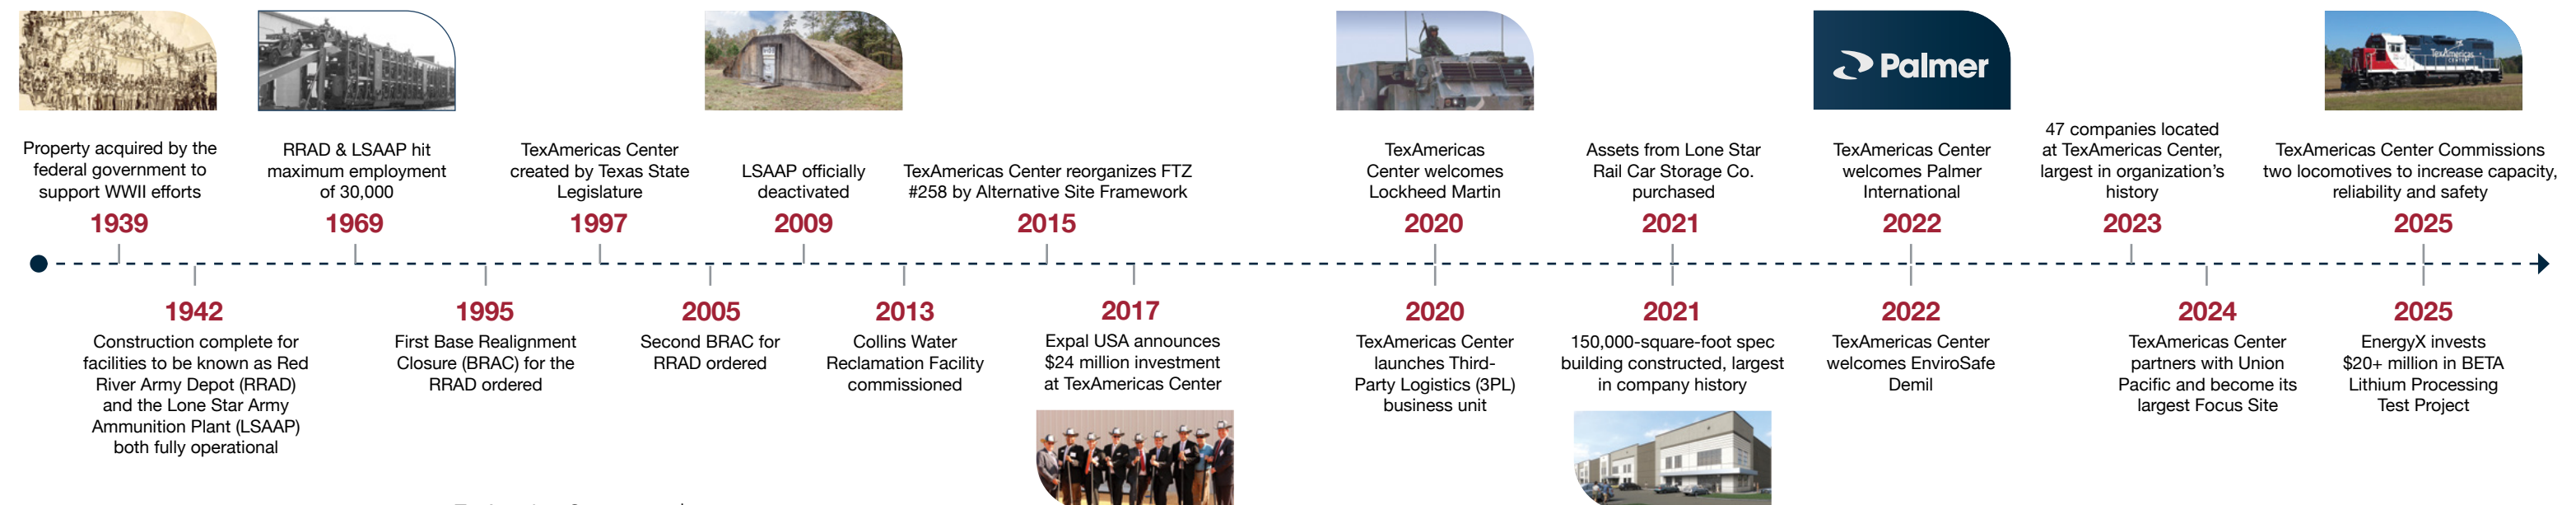 Palmer
TexAmericas
CENTER
Property acquired by the
federal government to
support WWII efforts
1939
RRAD & LSAAP hit
maximum employment
of 30,000
1969
TexAmericas Center
created by Texas State
Legislature
1997
LSAAP officially
deactivated
2009
TexAmericas Center reorganizes FTZ
#258 by Alternative Site Framework
2015
TexAmericas
Center welcomes
Lockheed Martin
2020
Assets from Lone Star
Rail Car Storage Co.
purchased
2021
TexAmericas Center
welcomes Palmer
International
2022
47 companies located
at TexAmericas Center,
largest in organization's
history
2023
TexAmericas Center Commissions
two locomotives to increase capacity,
reliability and safety
2025
1942
Construction complete for
facilities to be known as Red
River Army Depot (RRAD)
and the Lone Star Army
Ammunition Plant (LSAAP)
both fully operational
1995
First Base Realignment
Closure (BRAC) for the
RRAD ordered
2005
Second BRAC for
RRAD ordered
2013
Collins Water
Reclamation Facility
commissioned
2017
Expal USA announces
$24 million investment
at TexAmericas Center
2020
TexAmericas Center
launches Third-
Party Logistics (3PL)
business unit
2021
150,000-square-foot spec
building constructed, largest
in company history
2022
TexAmericas Center
welcomes EnviroSafe
Demil
2024
TexAmericas Center
partners with Union
Pacific and become its
largest Focus Site
2025
EnergyX invests
$20+ million in BETA
Lithium Processing
Test Project